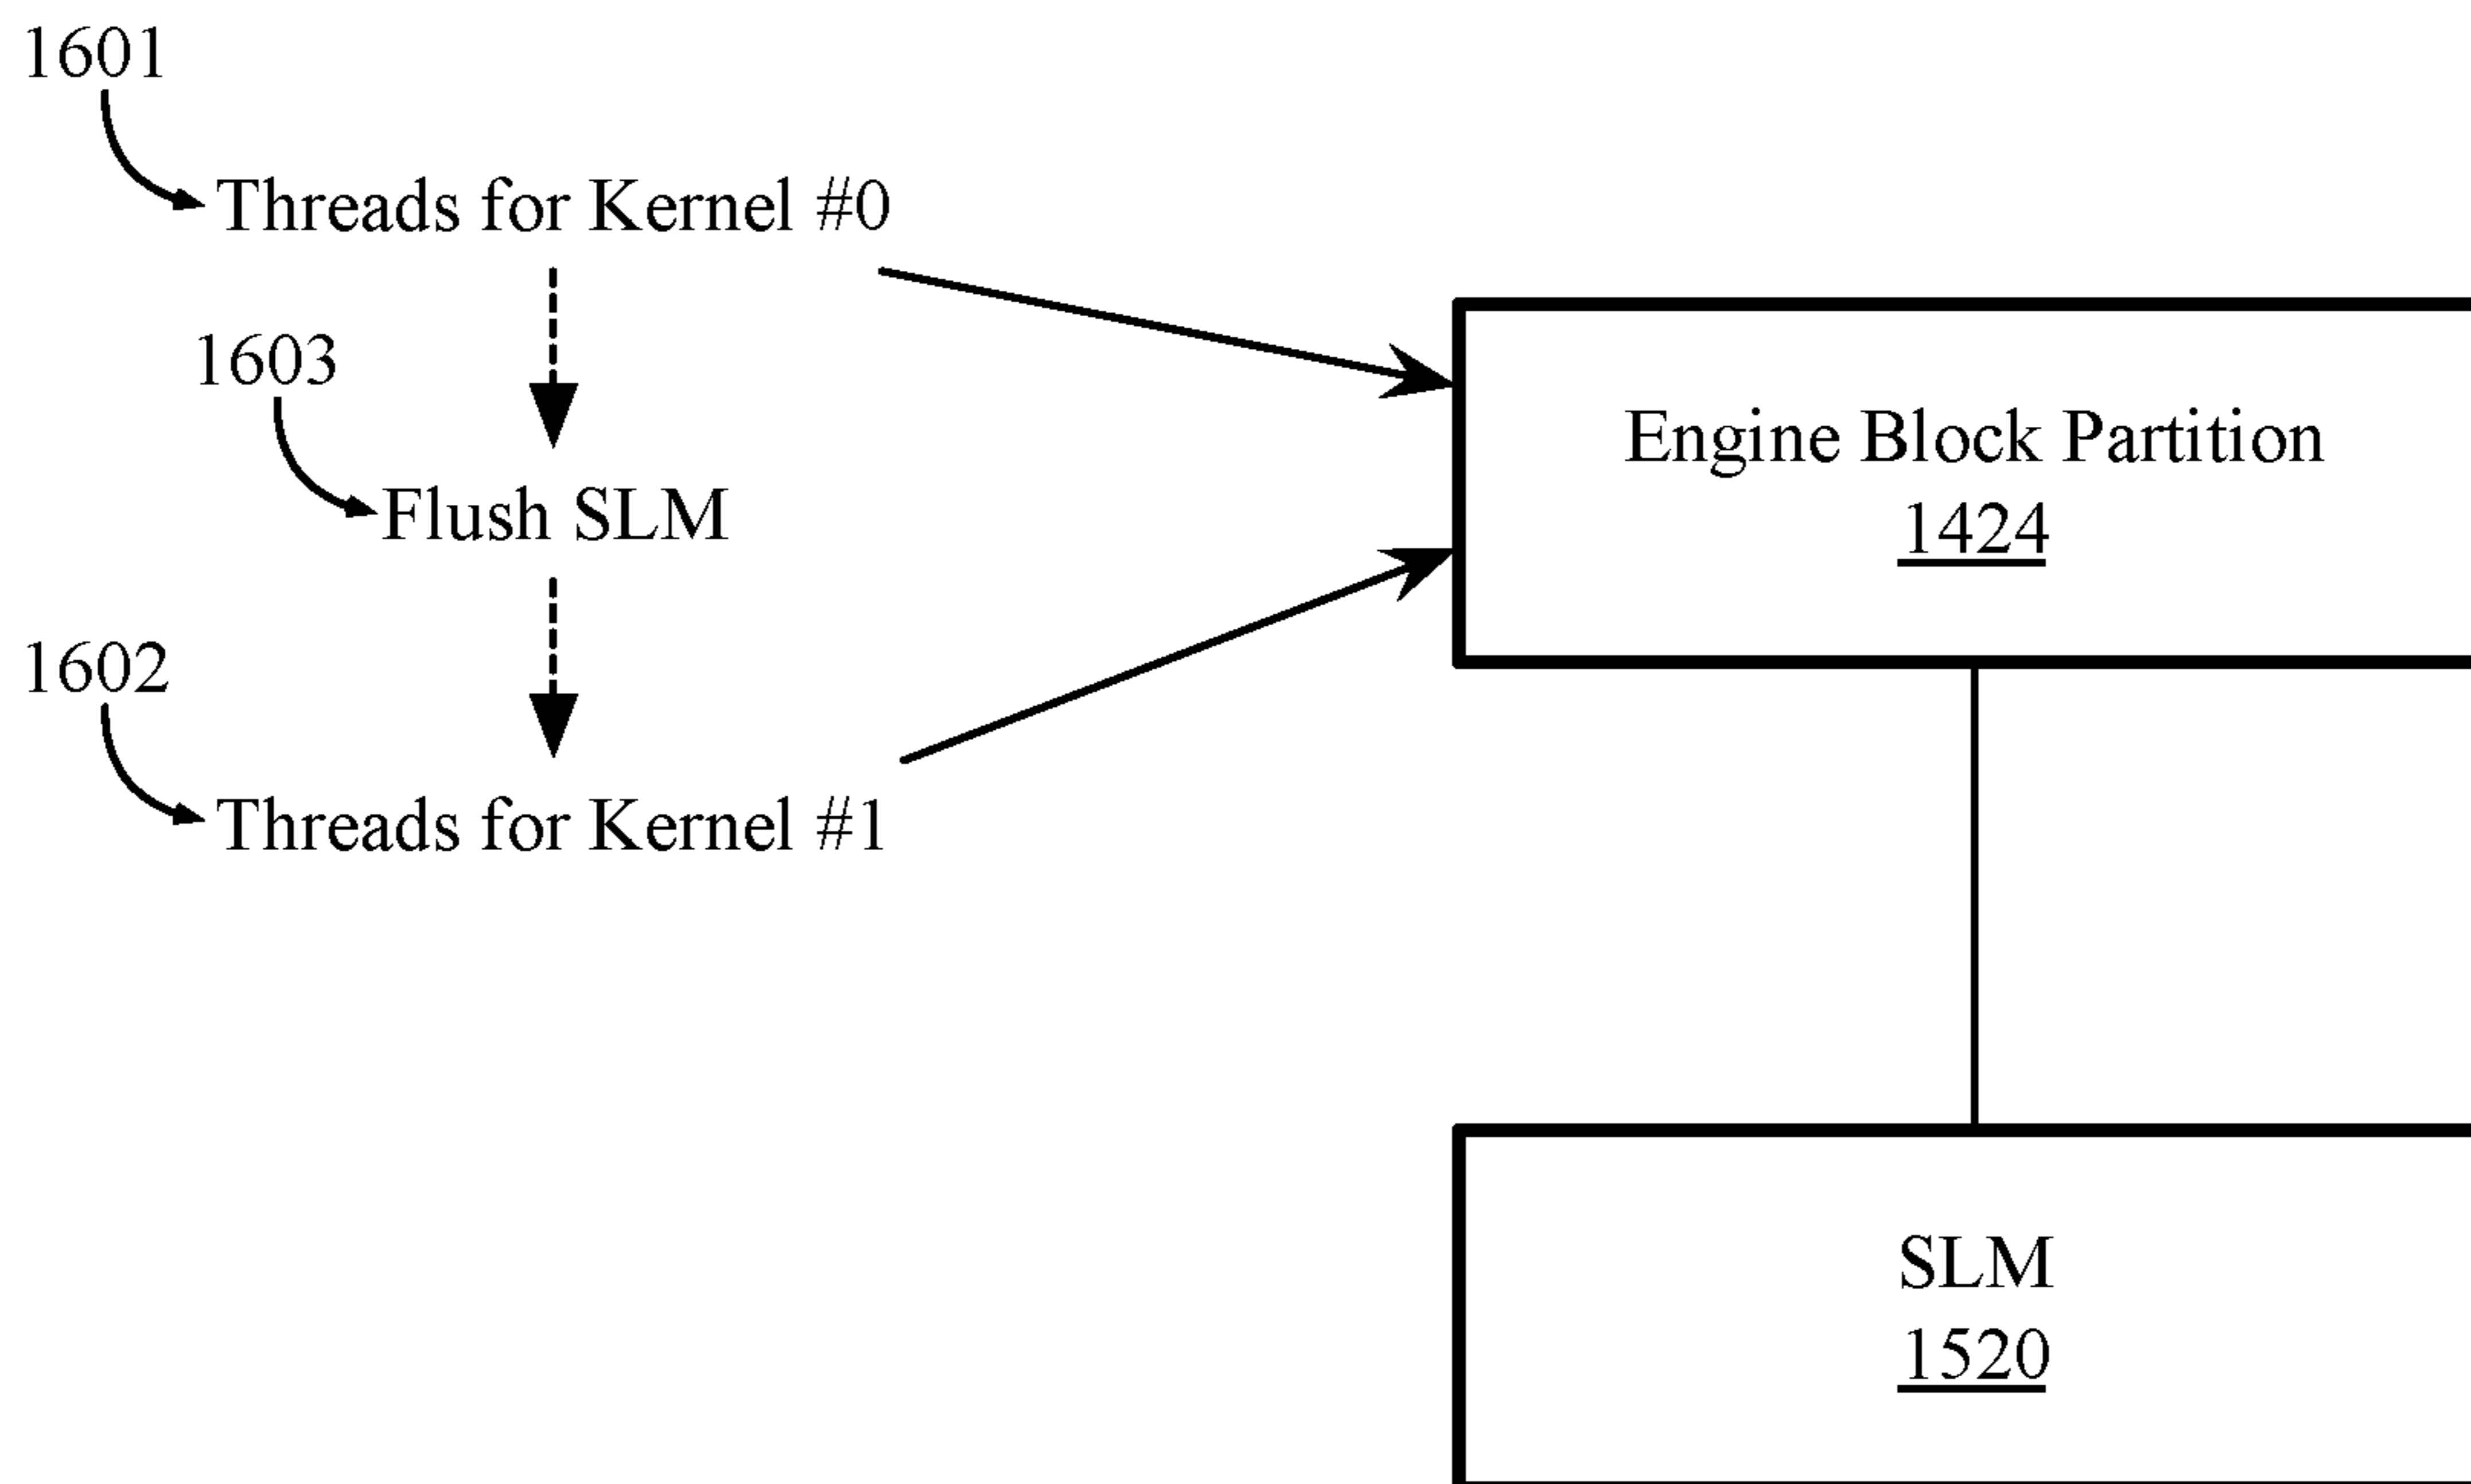 1601
Threads for Kernel #0
1603
Flush SLM
1602
Threads for Kernel #1
Engine Block Partition
1424
SLM
1520